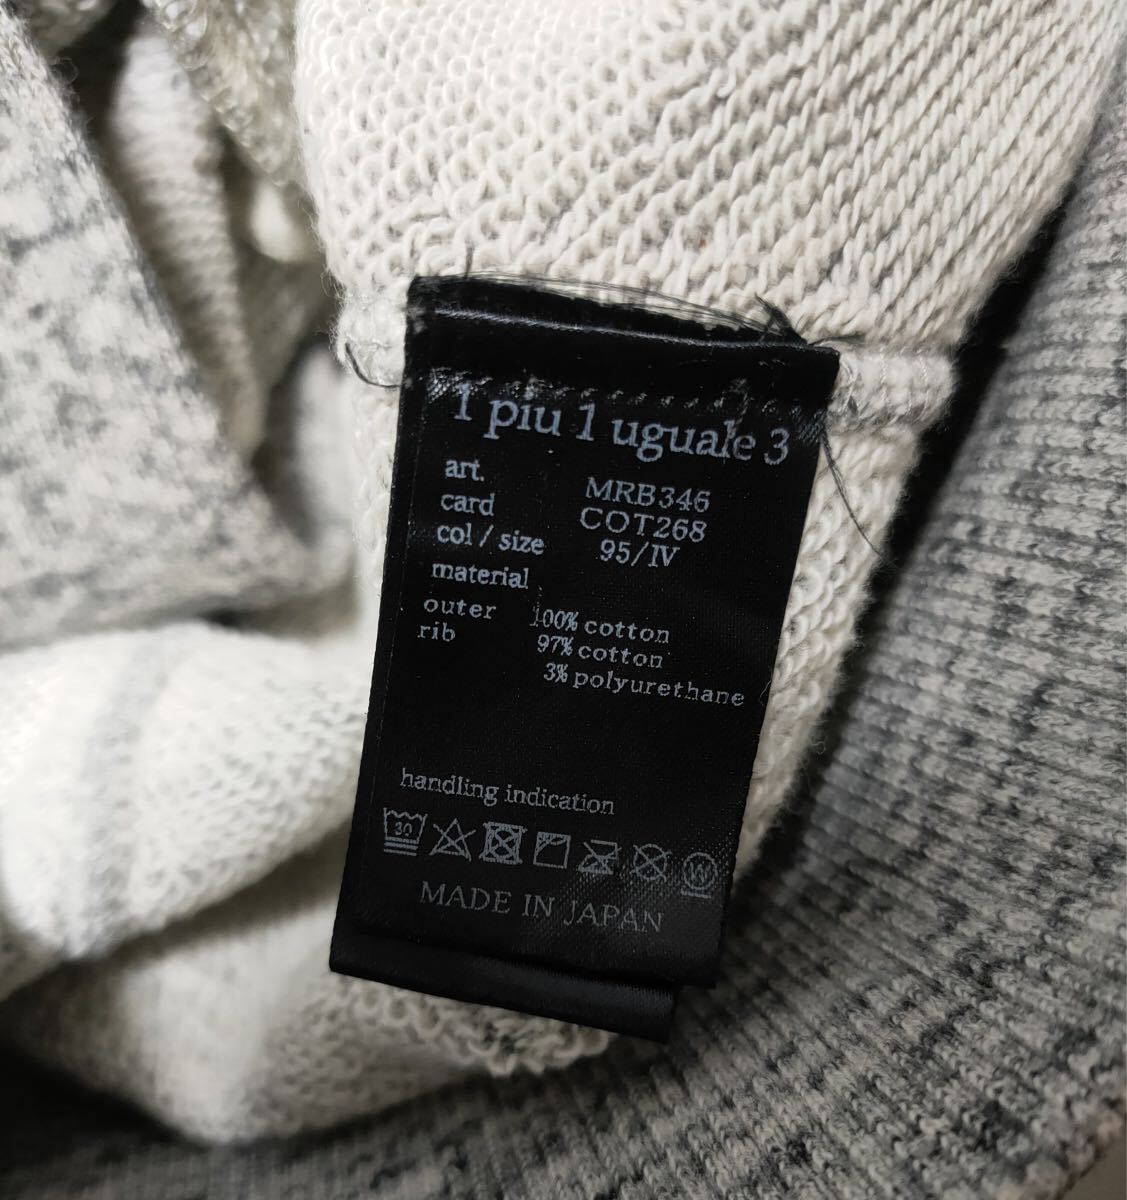 1 piu 1 uguale 3
art. MRB346
card COT268
col / size 95/IV
material
outer 100% cotton
rib 97% cotton
3% polyurethane
handling indication
30 W
MADE IN JAPAN